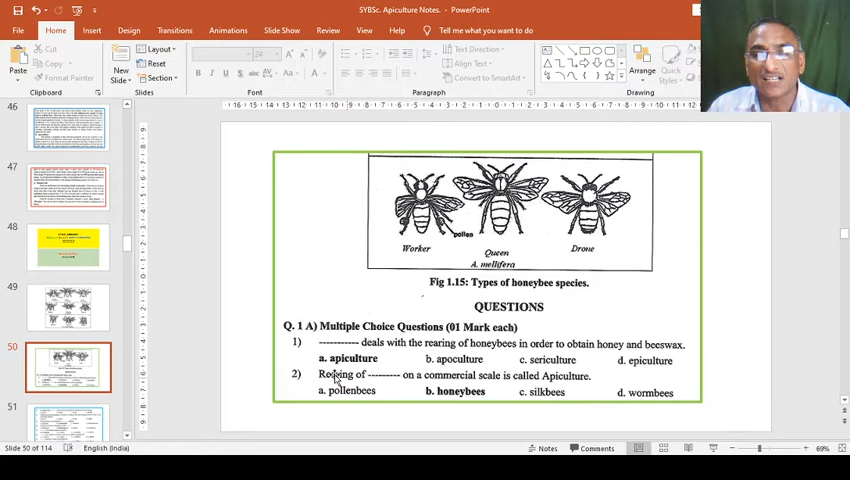 SYBSc. Apiculture Notes. - PowerPoint
File Home Insert Draw Design Transitions Animations Slide Show Review View Help Tell me what you want to do
Cut
Copy
Format Painter
Paste
Clipboard
New
Slide
Layout
Reset
Section
Slides
24
Font
Text Direction
Align Text
Convert to SmartArt
Paragraph
Arrange
Quick
Styles
Drawing
46
47
48
49
50
51
Worker
pollen
Queen
Drone
A. mellifera
Fig 1.15: Types of honeybee species.
QUESTIONS
Q. 1 A) Multiple Choice Questions (01 Mark each)
1) ----------- deals with the rearing of honeybees in order to obtain honey and beeswax.
a. apiculture b. apoculture c. sericulture d. epiculture
2) Rearing of --------- on a commercial scale is called Apiculture.
a. pollenbees b. honeybees c. silkbees d. wormbees
Slide 50 of 114 English (India) Notes Comments 69%